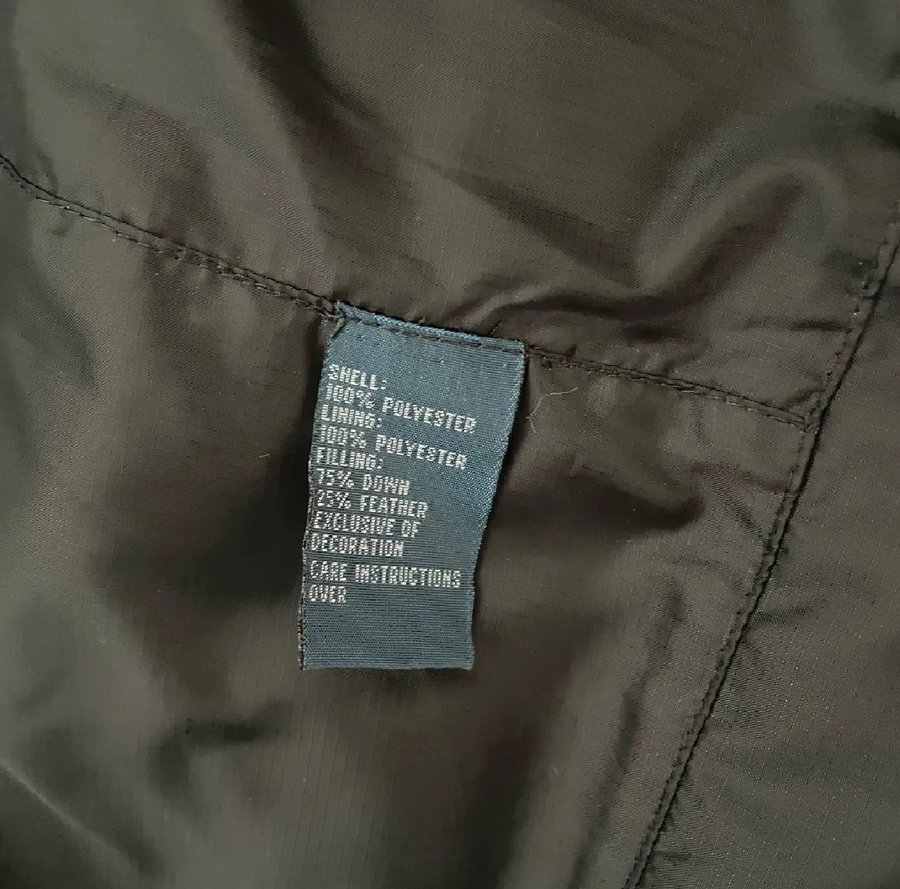 SHELL:
100% POLYESTER
LINING:
100% POLYESTER
FILLING:
75% DOWN
25% FEATHER
EXCLUSIVE OF
DECORATION
CARE INSTRUCTIONS
OVER